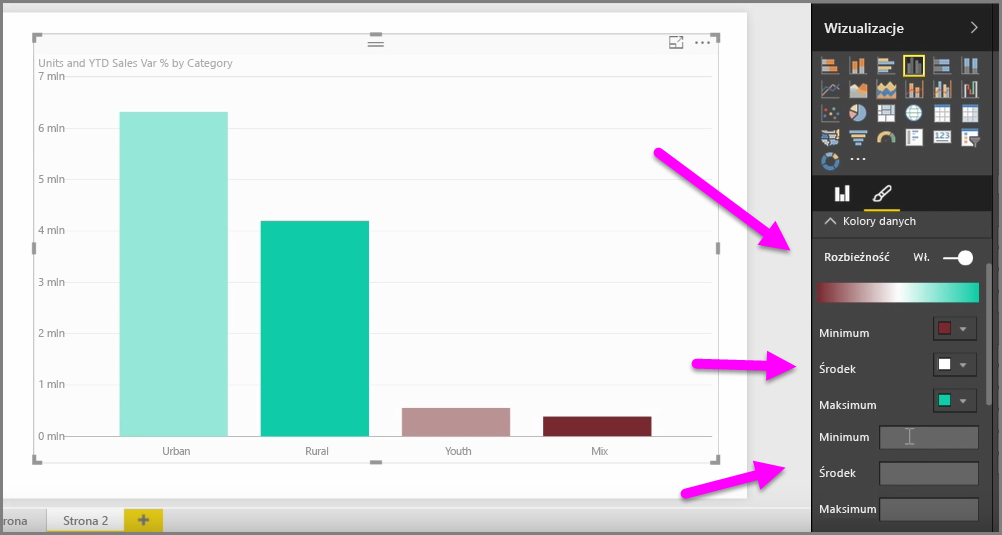 Wizualizacje
Units and YTD Sales Var % by Category
7 mln
6 mln
5 mln
4 mln
3 mln
2 mln
1 mln
0 mln
Urban
Rural
Youth
Mix
123
Kolory danych
Rozbieżność Wł.
Minimum
Środek
Maksimum
Minimum
Środek
Maksimum
rona
Strona 2